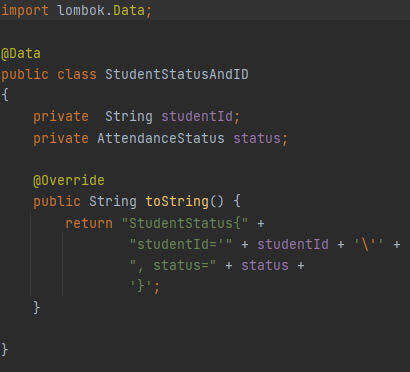 import lombok.Data;
@Data
public class StudentStatusAndID
{
    private  String studentId;
    private AttendanceStatus status;
    @Override
    public String toString() {
        return "StudentStatus{" +
                "studentId='" + studentId + '\'' +
                ", status=" + status +
                '}';
    }
}